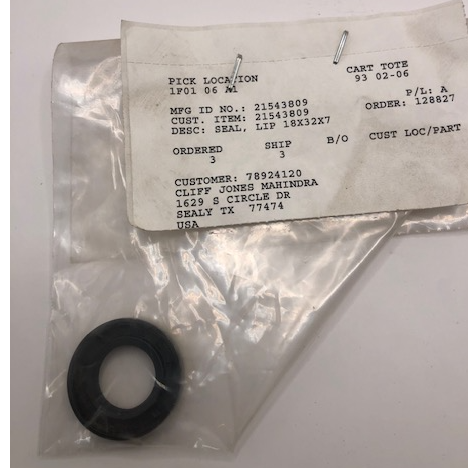 PICK LOCATION
1F01 06 A1
CART TOTE
93 02-06
P/L: A
MFG ID NO.: 21543809
CUST. ITEM: 21543809
ORDER: 128827
DESC: SEAL, LIP 18X32X7
ORDERED SHIP B/O CUST LOC/PART
3 3
CUSTOMER: 78924120
CLIFF JONES MAHINDRA
1629 S CIRCLE DR
SEALY TX 77474
USA